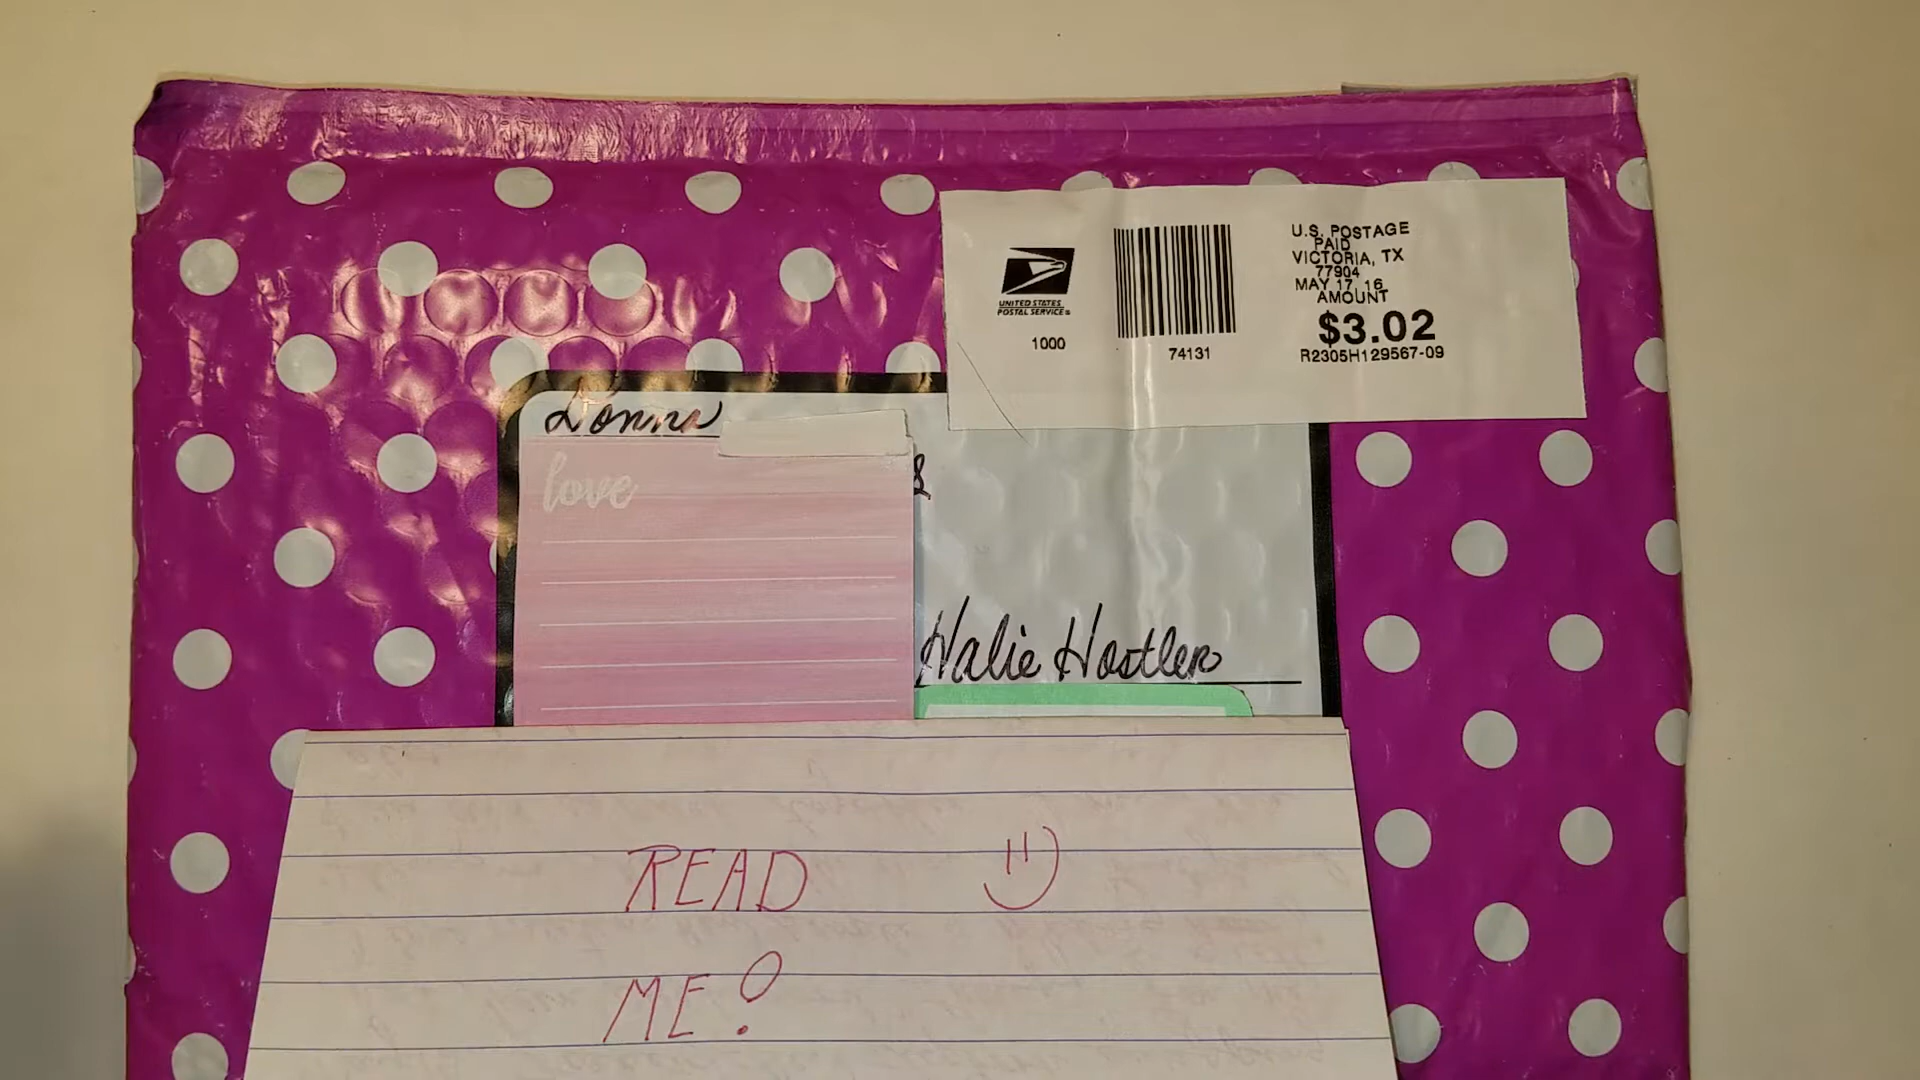 UNITED STATES
POSTAL SERVICE®
1000
74131
U.S. POSTAGE
PAID
VICTORIA, TX
77904
MAY 17, 16
AMOUNT
$3.02
R2305H129567-09
Donna
love
&
Halie Hostler
READ
ME!